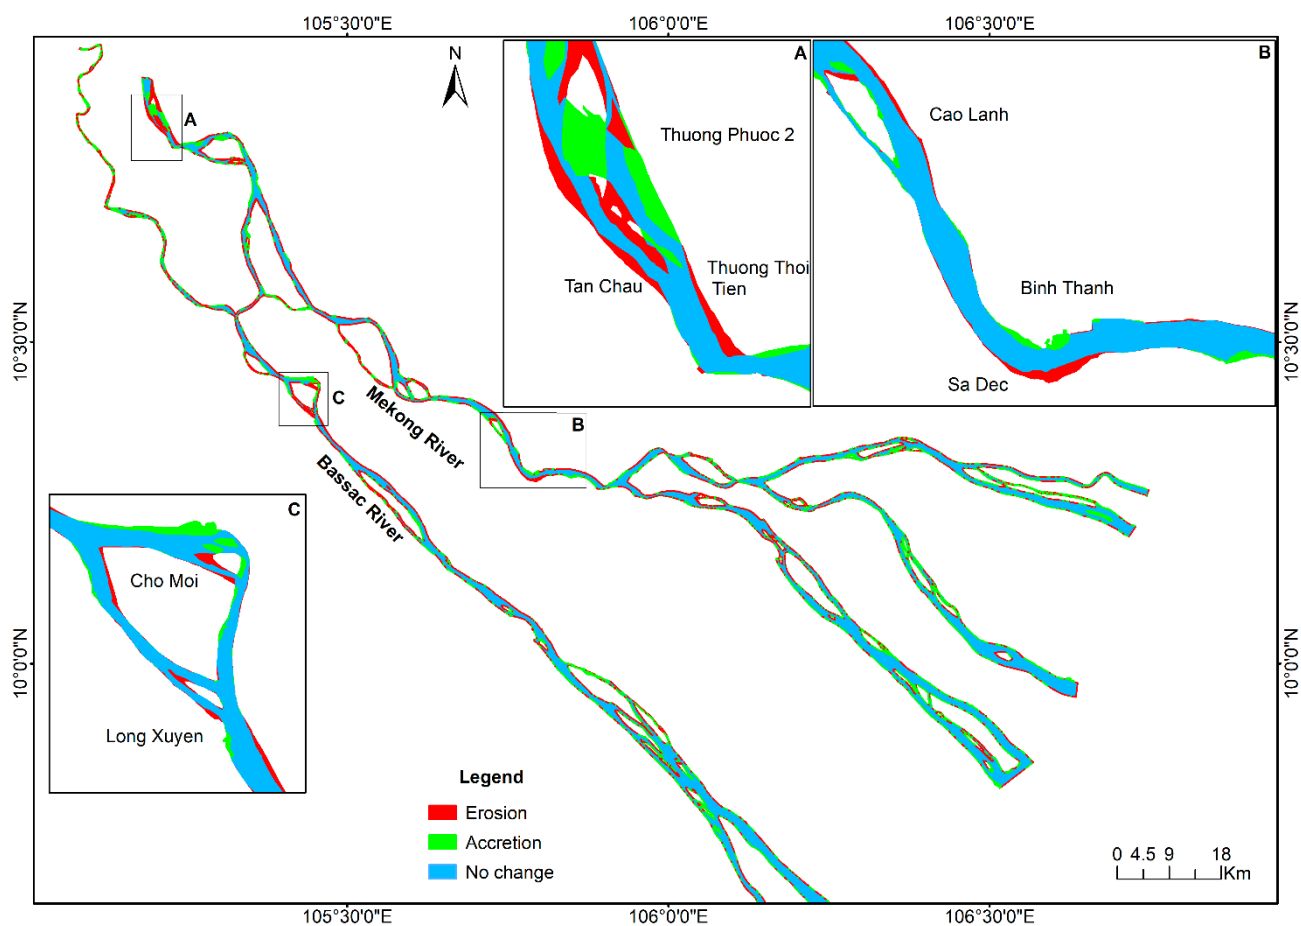 105°30'0"E
106°0'0"E
106°30'0"E
N
A
B
Thuong Phuoc 2
Cao Lanh
A
Thuong Thoi
Tien
Tan Chau
Binh Thanh
Sa Dec
10°30'0"N
10°30'0"N
C
Mekong River
B
Bassac River
C
Cho Moi
Long Xuyen
10°0'0"N
10°0'0"N
Legend
Erosion
Accretion
No change
0 4.5 9 18
Km
105°30'0"E
106°0'0"E
106°30'0"E